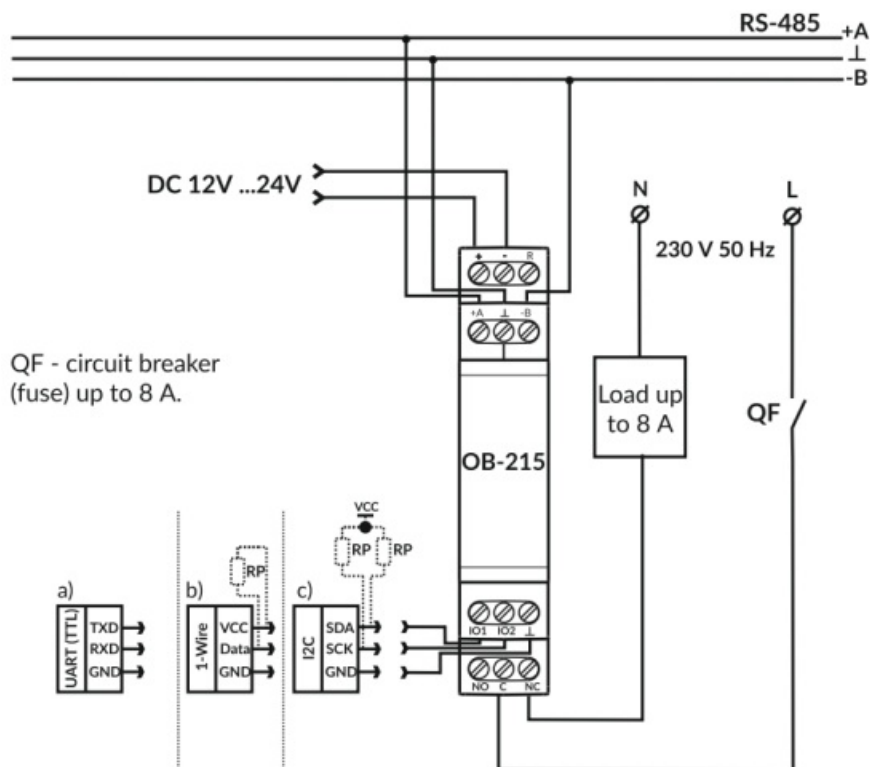 RS-485
+A
⊥
-B
DC 12V ...24V
N
L
230 V 50 Hz
+ - R
+A ⊥ -B
QF - circuit breaker
(fuse) up to 8 A.
Load up
to 8 A
QF
OB-215
VCC
RP RP
RP
a)
UART (TTL)
TXD
RXD
GND
b)
1-Wire
VCC
Data
GND
c)
I2C
SDA
SCK
GND
IO1 IO2 ⊥
NO C NC